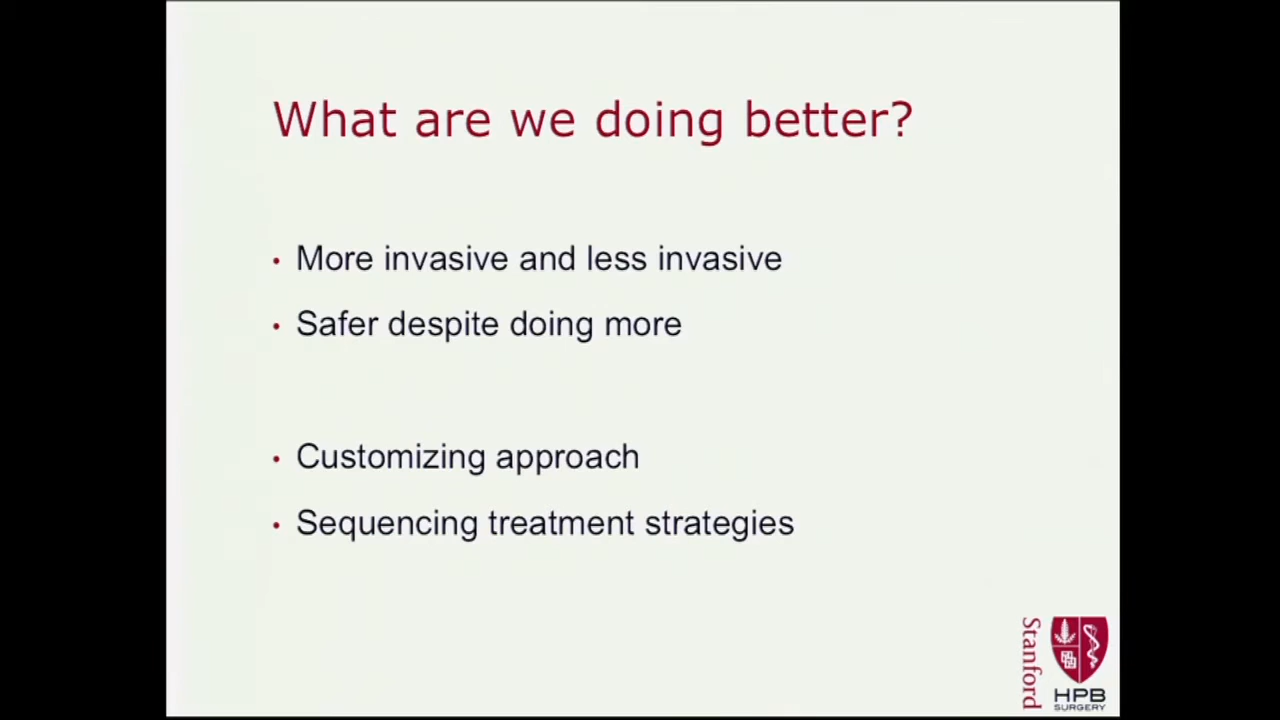 What are we doing better?
• More invasive and less invasive
• Safer despite doing more
• Customizing approach
• Sequencing treatment strategies
Stanford
HPB
SURGERY